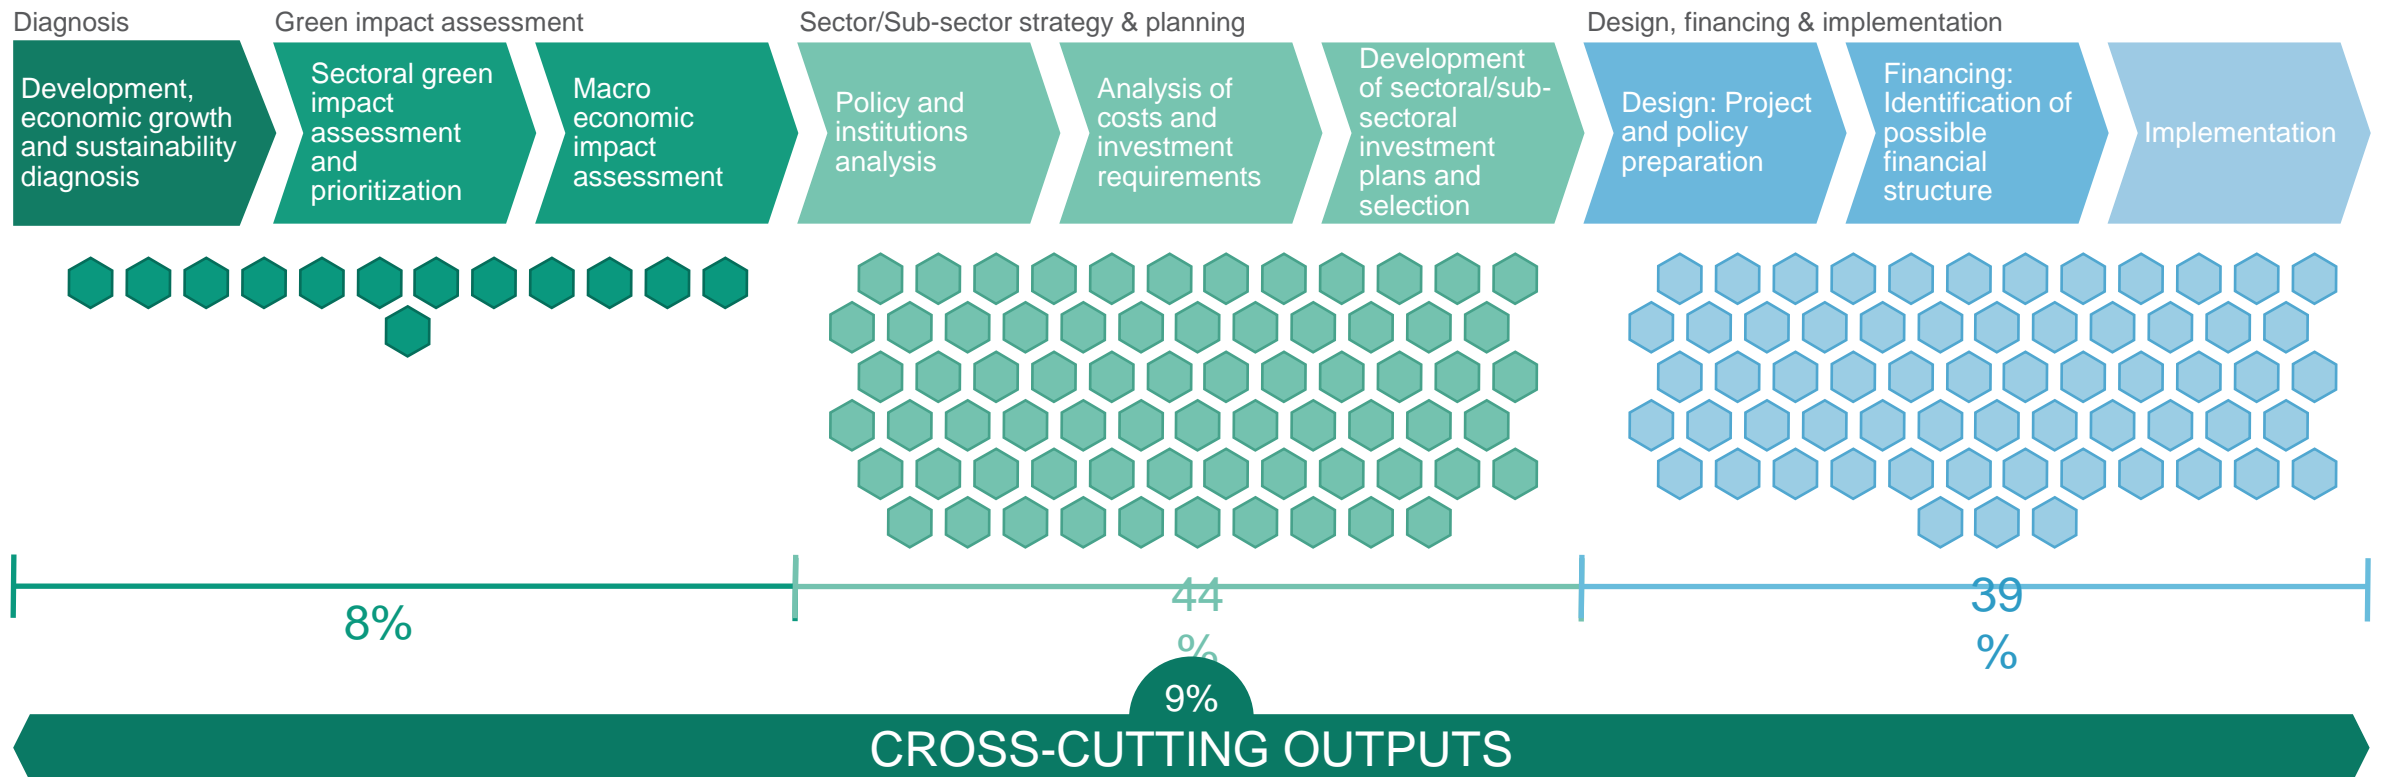 Diagnosis
Green impact assessment
Sector/Sub-sector strategy & planning
Design, financing & implementation
Development,
economic growth
and sustainability
diagnosis
Sectoral green
impact
assessment
and
prioritization
Macro
economic
impact
assessment
Policy and
institutions
analysis
Analysis of
costs and
investment
requirements
Development
of sectoral/sub-
sectoral
investment
plans and
selection
Design: Project
and policy
preparation
Financing:
Identification of
possible
financial
structure
Implementation
8%
44
%
39
%
9%
CROSS-CUTTING OUTPUTS